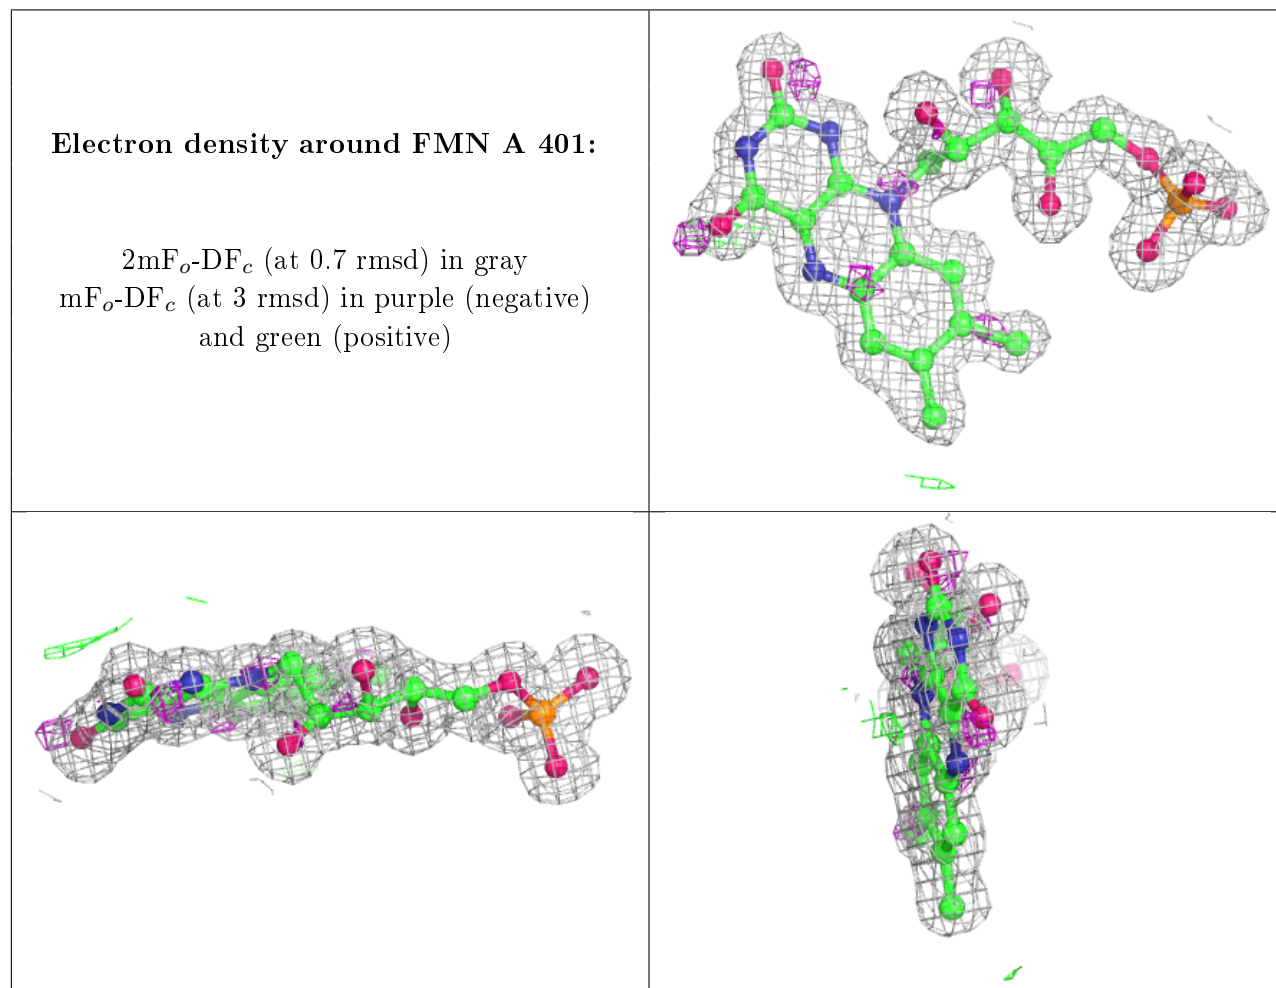 Electron density around FMN A 401:
2mFₒ-DF𝒸 (at 0.7 rmsd) in gray
mFₒ-DF𝒸 (at 3 rmsd) in purple (negative)
and green (positive)